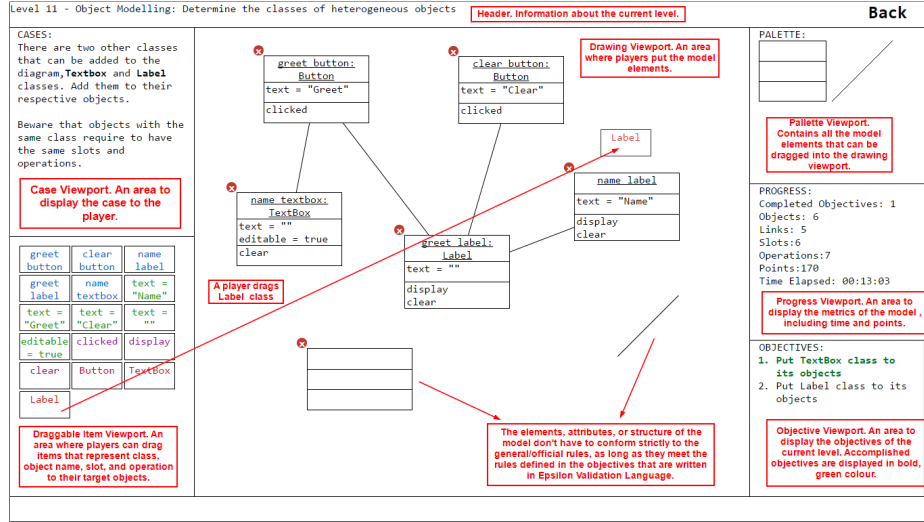 Level 11 - Object Modelling: Determine the classes of heterogeneous objects
Header. Information about the current level.
Back
CASES:
There are two other classes
that can be added to the
diagram,Textbox and Label
classes. Add them to their
respective objects.
Beware that objects with the
same class require to have
the same slots and
operations.
Case Viewport. An area to
display the case to the
player.
greet
button
clear
button
name
label
greet
label
name
textbox
text =
"Name"
text =
"Greet"
text =
"Clear"
text =
""
editable
= true
clicked
display
clear
Button
TextBox
Label
Draggable Item Viewport. An
area where players can drag
items that represent class,
object name, slot, and operation
to their target objects.
x
greet button:
Button
text = "Greet"
clicked
x
clear button:
Button
text = "Clear"
clicked
Drawing Viewport. An area
where players put the model
elements.
Label
x
name label
text = "Name"
display
clear
x
name textbox:
TextBox
text = ""
editable = true
clear
x
greet label:
Label
text = ""
display
clear
A player drags
Label class
x
The elements, attributes, or structure of the
model don't have to conform strictly to the
general/official rules, as long as they meet the
rules defined in the objectives that are written
in Epsilon Validation Language.
PALETTE:
Pallette Viewport.
Contains all the model
elements that can be
dragged into the drawing
viewport.
PROGRESS:
Completed Objectives: 1
Objects: 6
Links: 5
Slots:6
Operations:7
Points:170
Time Elapsed: 00:13:03
Progress Viewport. An area to
display the metrics of the model ,
including time and points.
OBJECTIVES:
1. Put TextBox class to
its objects
2. Put Label class to its
objects
Objective Viewport. An area to
display the objectives of the
current level. Accomplished
objectives are displayed in bold,
green colour.